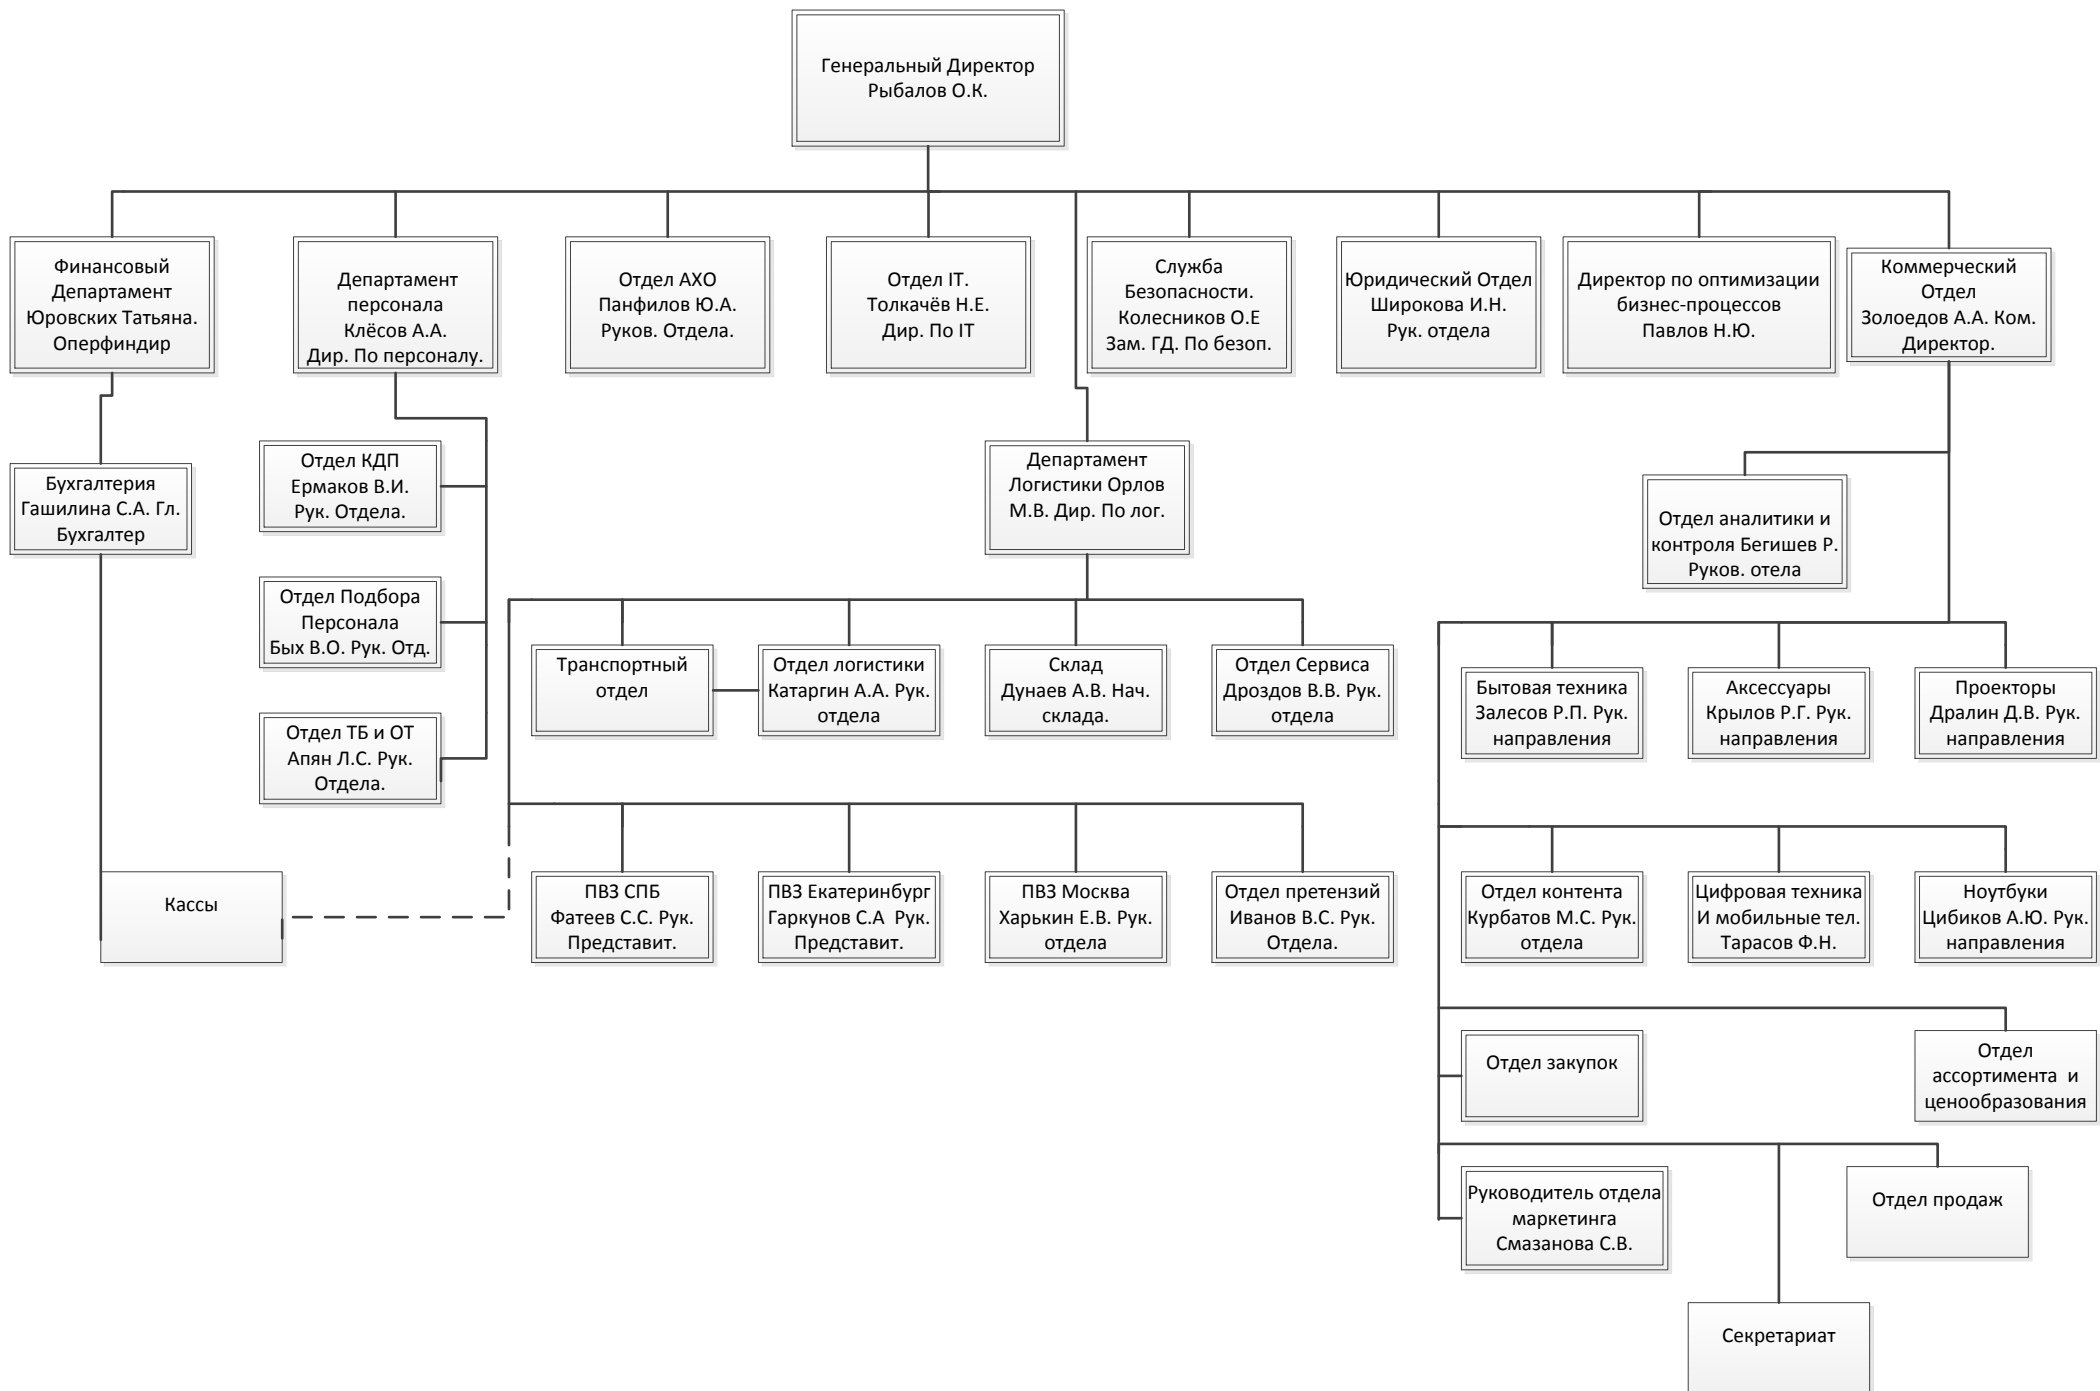 Генеральный Директор
Рыбалов О.К.
Финансовый
Департамент
Юровских Татьяна.
Оперфиндир
Департамент
персонала
Клёсов А.А.
Дир. По персоналу.
Отдел АХО
Панфилов Ю.А.
Руков. Отдела.
Отдел IT.
Толкачёв Н.Е.
Дир. По IT
Служба
Безопасности.
Колесников О.Е
Зам. ГД. По безоп.
Юридический Отдел
Широкова И.Н.
Рук. отдела
Директор по оптимизации
бизнес-процессов
Павлов Н.Ю.
Коммерческий
Отдел
Золоедов А.А. Ком.
Директор.
Бухгалтерия
Гашилина С.А. Гл.
Бухгалтер
Отдел КДП
Ермаков В.И.
Рук. Отдела.
Департамент
Логистики Орлов
М.В. Дир. По лог.
Отдел аналитики и
контроля Бегишев Р.
Руков. отела
Отдел Подбора
Персонала
Бых В.О. Рук. Отд.
Отдел ТБ и ОТ
Апян Л.С. Рук.
Отдела.
Транспортный
отдел
Отдел логистики
Катаргин А.А. Рук.
отдела
Склад
Дунаев А.В. Нач.
склада.
Отдел Сервиса
Дроздов В.В. Рук.
отдела
Бытовая техника
Залесов Р.П. Рук.
направления
Аксессуары
Крылов Р.Г. Рук.
направления
Проекторы
Дралин Д.В. Рук.
направления
Кассы
ПВЗ СПБ
Фатеев С.С. Рук.
Представит.
ПВЗ Екатеринбург
Гаркунов С.А Рук.
Представит.
ПВЗ Москва
Харькин Е.В. Рук.
отдела
Отдел претензий
Иванов В.С. Рук.
Отдела.
Отдел контента
Курбатов М.С. Рук.
отдела
Цифровая техника
И мобильные тел.
Тарасов Ф.Н.
Ноутбуки
Цибиков А.Ю. Рук.
направления
Отдел закупок
Отдел
ассортимента и
ценообразования
Руководитель отдела
маркетинга
Смазанова С.В.
Отдел продаж
Секретариат